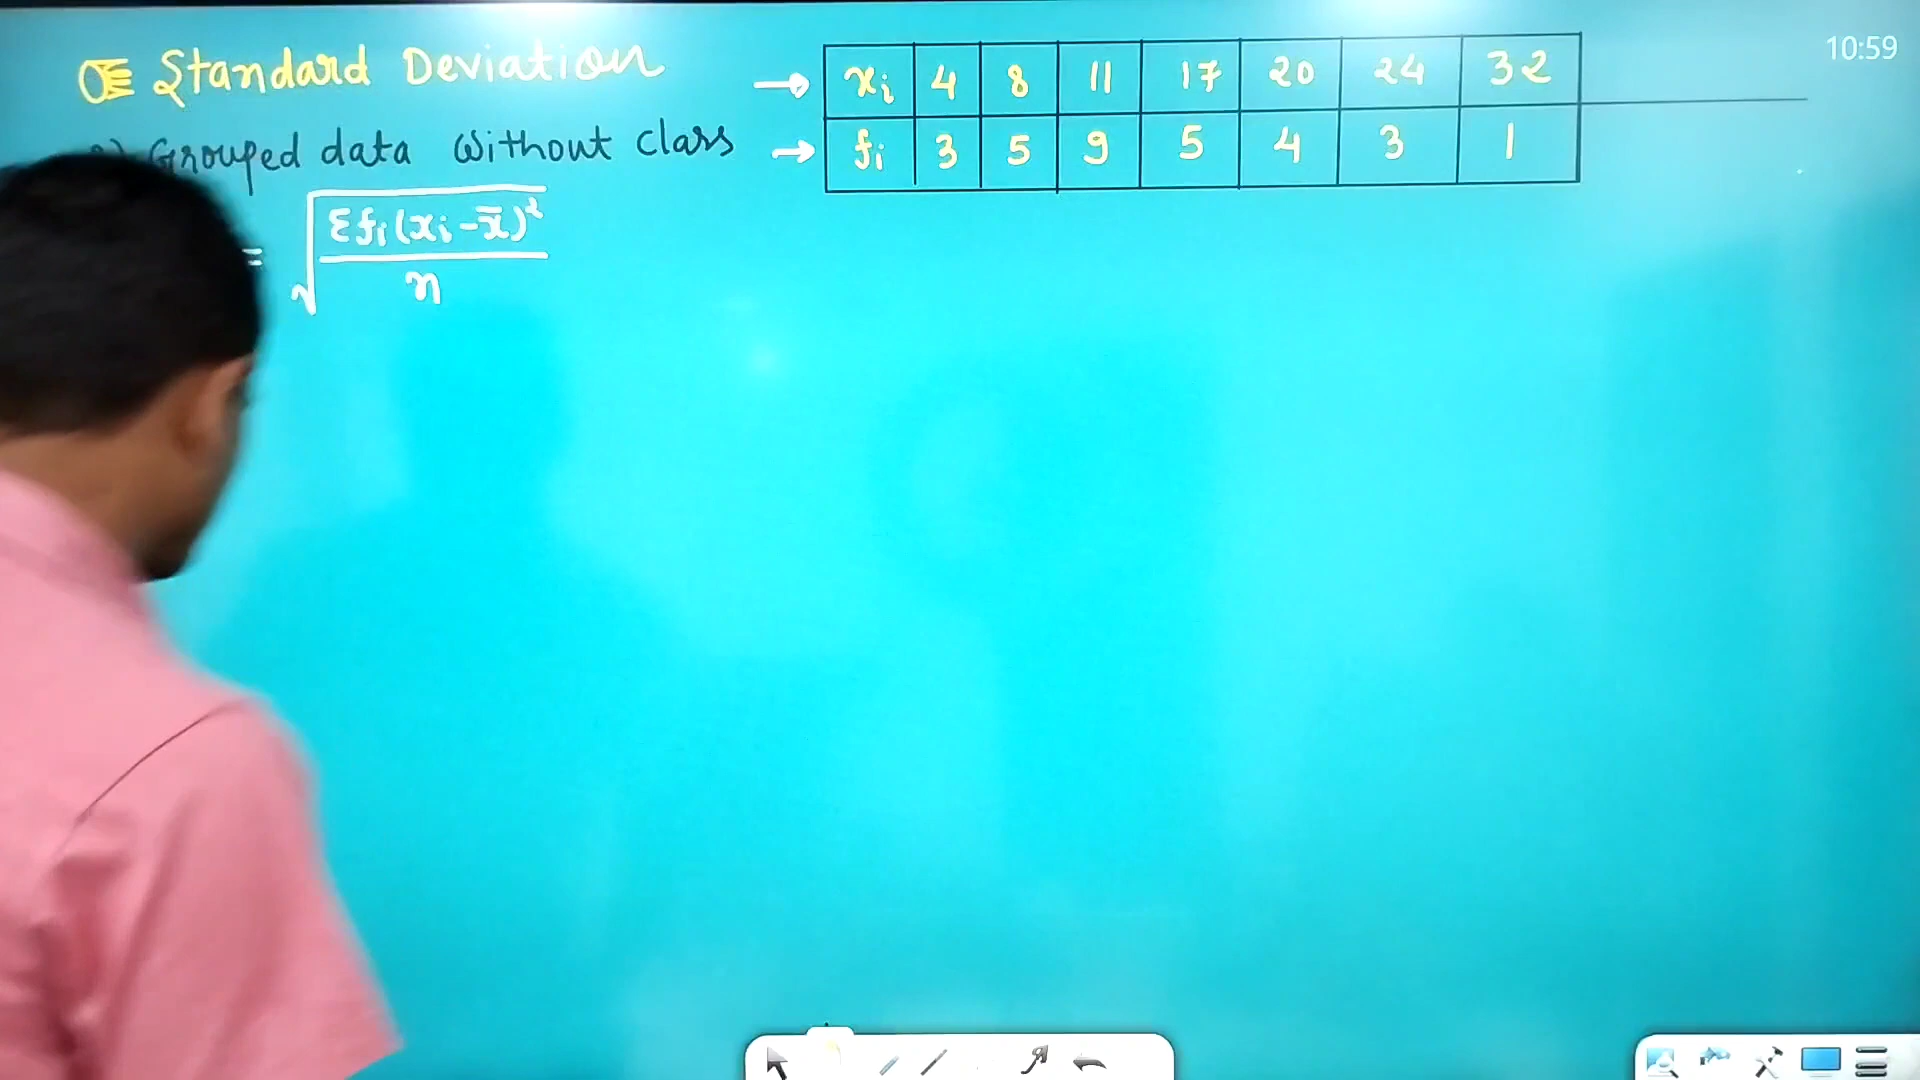 Standard Deviation
Grouped data without class
= √(Σfi(xi-x̄)²/n)
xi 4 8 11 17 20 24 32
fi 3 5 9 5 4 3 1
10:59